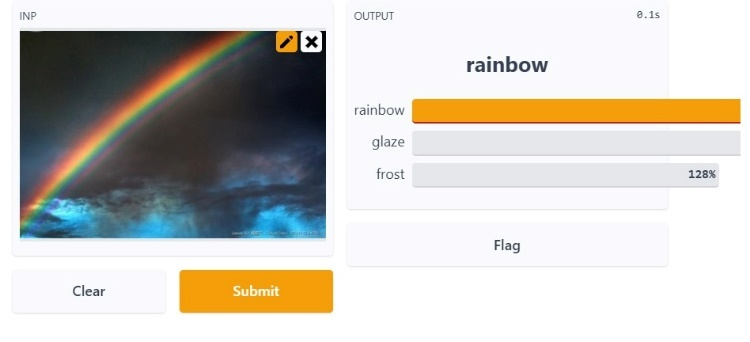 INP
OUTPUT
0.1s
rainbow
rainbow
glaze
frost
128%
Flag
Clear
Submit